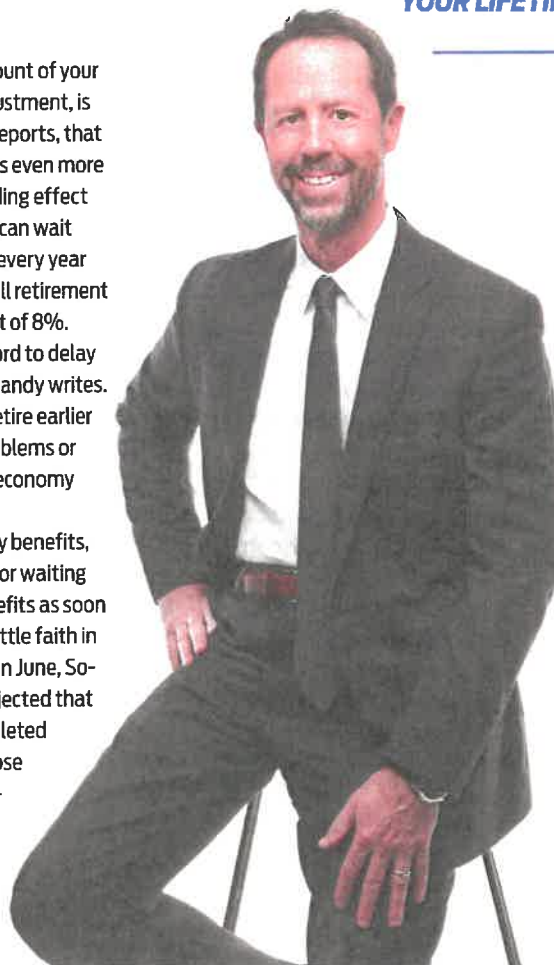 YOUR LIFETI
ount of your
ustment, is
eports, that
s even more
ding effect
can wait
every year
ll retirement
t of 8%.
ord to delay
andy writes.
etire earlier
blems or
economy
y benefits,
or waiting
efits as soon
ttle faith in
n June, So-
jected that
leted
ose